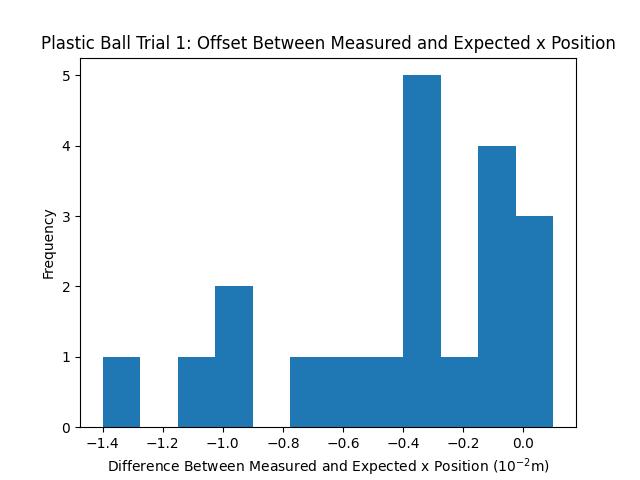 Plastic Ball Trial 1: Offset Between Measured and Expected x Position
5
4
3
2
1
0
Frequency
−1.4 −1.2 −1.0 −0.8 −0.6 −0.4 −0.2 0.0
Difference Between Measured and Expected x Position (10⁻²m)